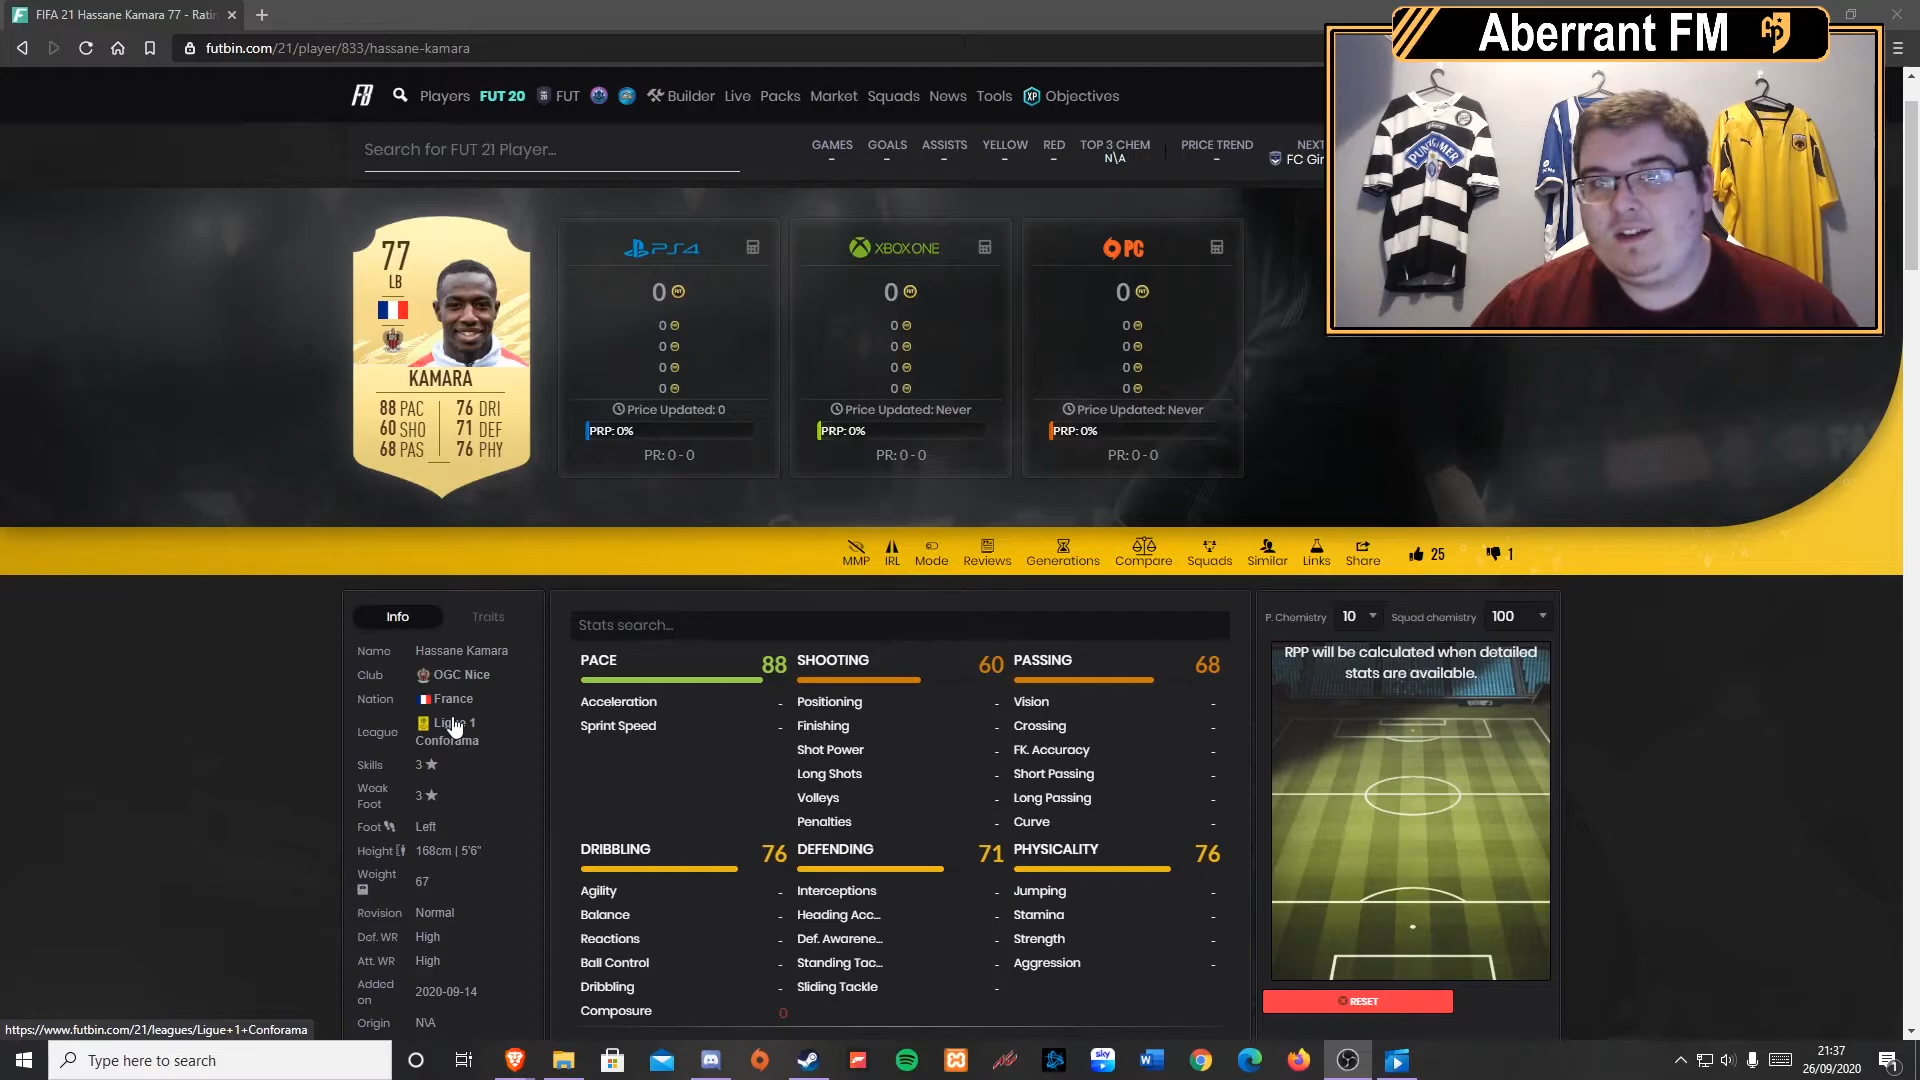 FIFA 21 Hassane Kamara 77 - Ratin
futbin.com/21/player/833/hassane-kamara
Aberrant FM
Players FUT 20 FUT Builder Live Packs Market Squads News Tools Objectives
Search for FUT 21 Player...
GAMES GOALS ASSISTS YELLOW RED TOP 3 CHEM PRICE TREND NEXT
- - - - - N\A - FC Gir
77
LB
KAMARA
88 PAC 76 DRI
60 SHO 71 DEF
68 PAS 76 PHY
PS4 XBOX ONE PC
0 0 0
0 0 0
0 0 0
0 0 0
0 0 0
Price Updated: 0 Price Updated: Never Price Updated: Never
PRP: 0% PRP: 0% PRP: 0%
PR: 0 - 0 PR: 0 - 0 PR: 0 - 0
MMP IRL Mode Reviews Generations Compare Squads Similar Links Share 25 1
Info Traits
Name Hassane Kamara
Club OGC Nice
Nation France
League Ligue 1
Conforama
Skills 3
Weak
Foot 3
Foot Left
Height 168cm | 5'6"
Weight 67
Revision Normal
Def. WR High
Att. WR High
Added
on 2020-09-14
Origin N\A
Stats search...
PACE 88 SHOOTING 60 PASSING 68
Acceleration - Positioning - Vision -
Sprint Speed - Finishing - Crossing -
Shot Power - FK. Accuracy -
Long Shots - Short Passing -
Volleys - Long Passing -
Penalties - Curve -
DRIBBLING 76 DEFENDING 71 PHYSICALITY 76
Agility - Interceptions - Jumping -
Balance - Heading Acc... - Stamina -
Reactions - Def. Awarene... - Strength -
Ball Control - Standing Tac... - Aggression -
Dribbling - Sliding Tackle -
Composure 0
P. Chemistry 10 Squad chemistry 100
RPP will be calculated when detailed
stats are available.
RESET
https://www.futbin.com/21/leagues/Ligue+1+Conforama
Type here to search
sky
21:37
26/09/2020
1